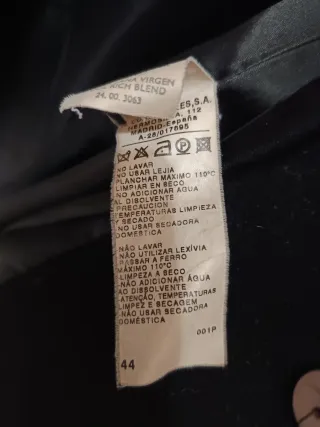 VIRGEN
RICH BLEND
24. 00. 3063
ES,S.A.
HERMOSILLA, 112
MADRID-España
A-28/017695
NO LAVAR
NO USAR LEJIA
PLANCHAR MAXIMO 110°C
LIMPIAR EN SECO
NO ADICIONAR AGUA
AL DISOLVENTE
PRECAUCION
TEMPERATURAS LIMPIEZA
Y SECADO
NO USAR SECADORA
DOMESTICA
NÃO LAVAR
NÃO UTILIZAR LEXÍVIA
PASSAR A FERRO
MÁXIMO 110°C
LIMPEZA A SECO
NÃO ADICIONAR ÁGUA
AO DISSOLVENTE
ATENÇÃO, TEMPERATURAS
LIMPEZ E SECAGEM
NÃO USAR SECADORA
DOMÉSTICA
001P
44